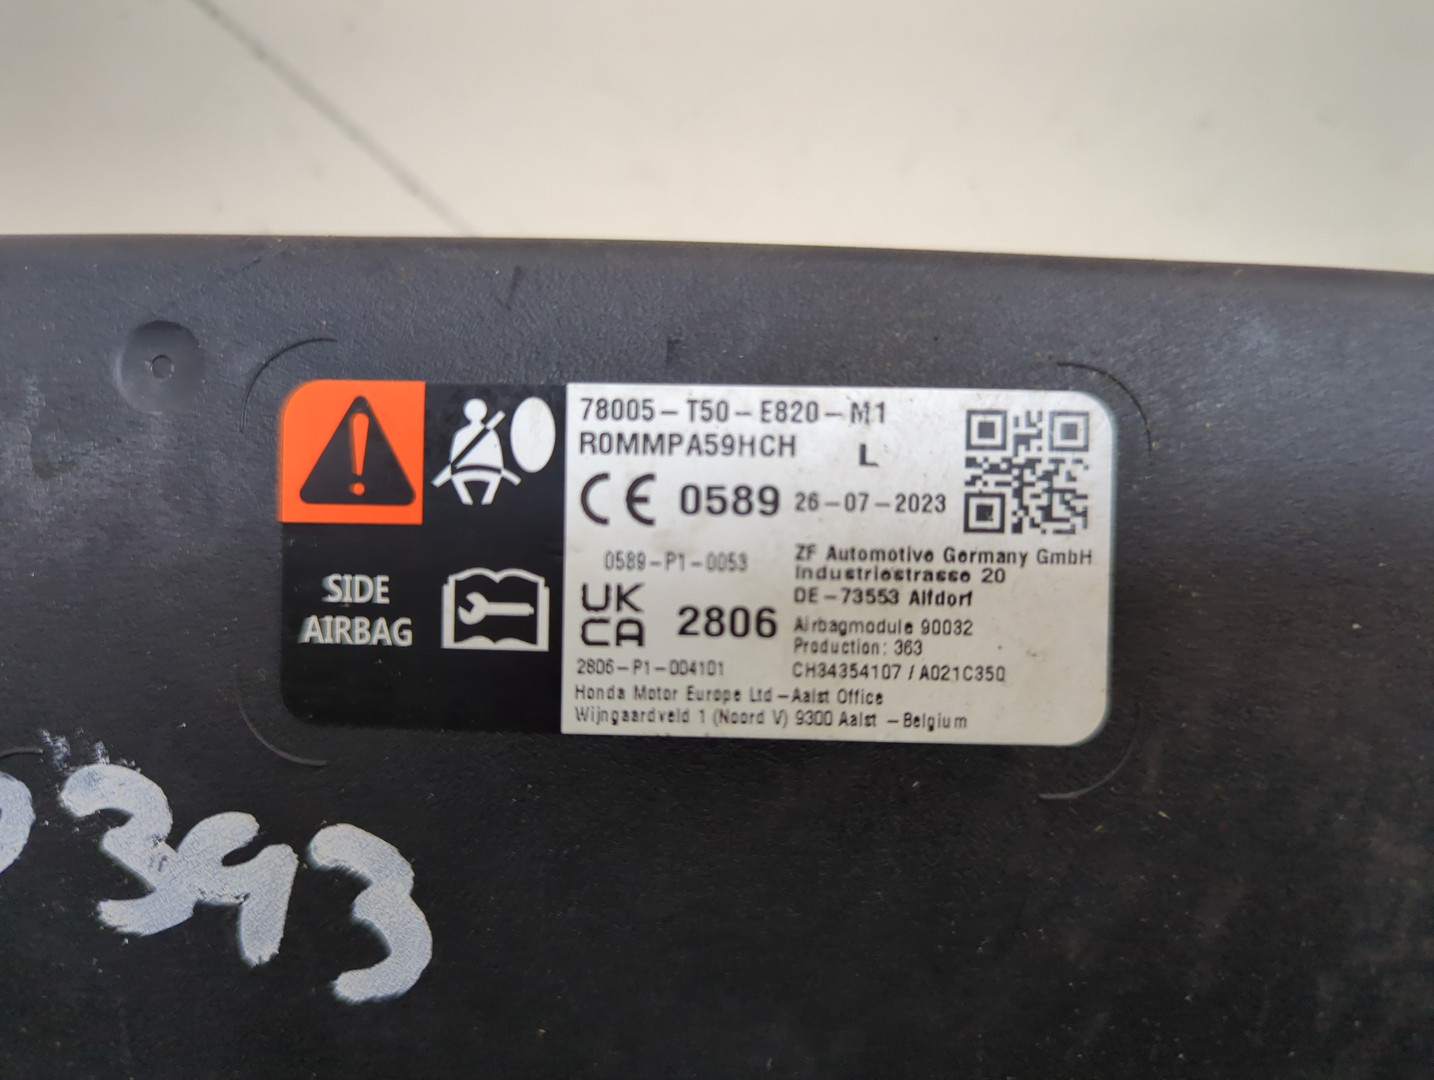 SIDE
AIRBAG
78005-T50-E820-M1
R0MMPA59HCH L
CE 0589 26-07-2023
0589-P1-0053
ZF Automotive Germany GmbH
Industriestrasse 20
DE-73553 Alfdorf
UK
CA 2806
Airbagmodule 90032
Production: 363
2806-P1-004101
CH34354107 / A021C350
Honda Motor Europe Ltd -Aalst Office
Wijngaardveld 1 (Noord V) 9300 Aalst - Belgium
393